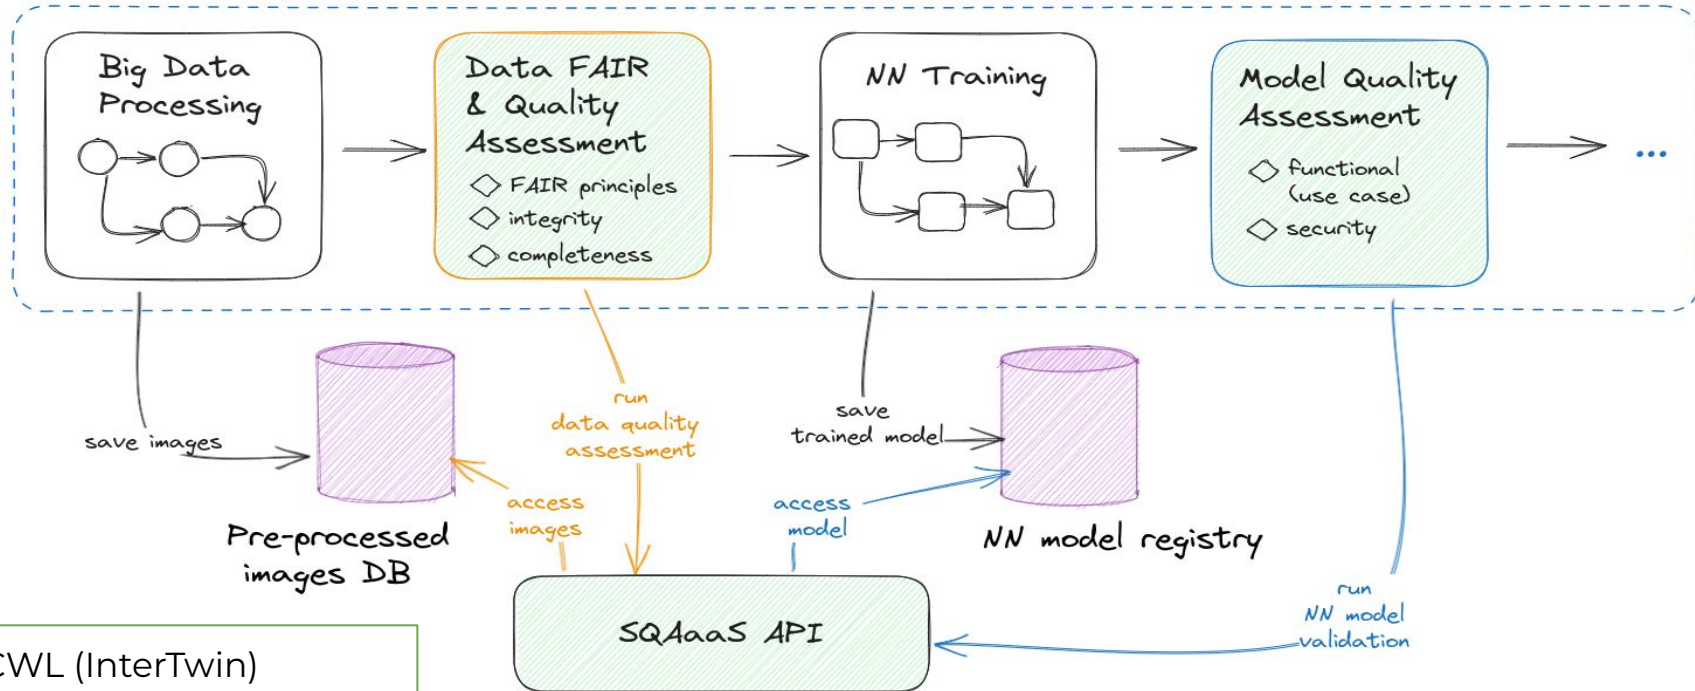 Big Data
Processing
Data FAIR
& Quality
Assessment
FAIR principles
integrity
completeness
NN Training
Model Quality
Assessment
functional
(use case)
security
...
save images
run
data quality
assessment
save
trained model
access
images
access
model
Pre-processed
images DB
NN model registry
run
NN model
validation
SQAaaS API
CWL (InterTwin)